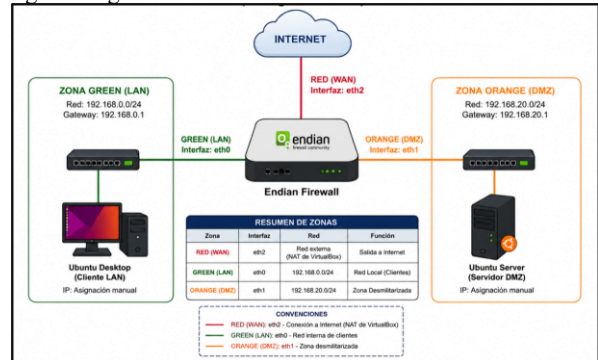 INTERNET
RED (WAN)
Interfaz: eth2
ZONA GREEN (LAN)
Red: 192.168.0.0/24
Gateway: 192.168.0.1
ZONA ORANGE (DMZ)
Red: 192.168.20.0/24
Gateway: 192.168.20.1
GREEN (LAN)
Interfaz: eth0
endian
firewall community
ORANGE (DMZ)
Interfaz: eth1
Endian Firewall
Ubuntu Desktop
(Cliente LAN)
IP: Asignación manual
Ubuntu Server
(Servidor DMZ)
IP: Asignación manual
RESUMEN DE ZONAS
Zona Interfaz Red Función
RED (WAN) eth2 Red externa (NAT de VirtualBox) Salida a Internet
GREEN (LAN) eth0 192.168.0.0/24 Red Local (Clientes)
ORANGE (DMZ) eth1 192.168.20.0/24 Zona Desmilitarizada
CONVENCIONES
RED (WAN): eth2 - Conexión a Internet (NAT de VirtualBox)
GREEN (LAN): eth0 - Red interna de clientes
ORANGE (DMZ): eth1 - Zona desmilitarizada